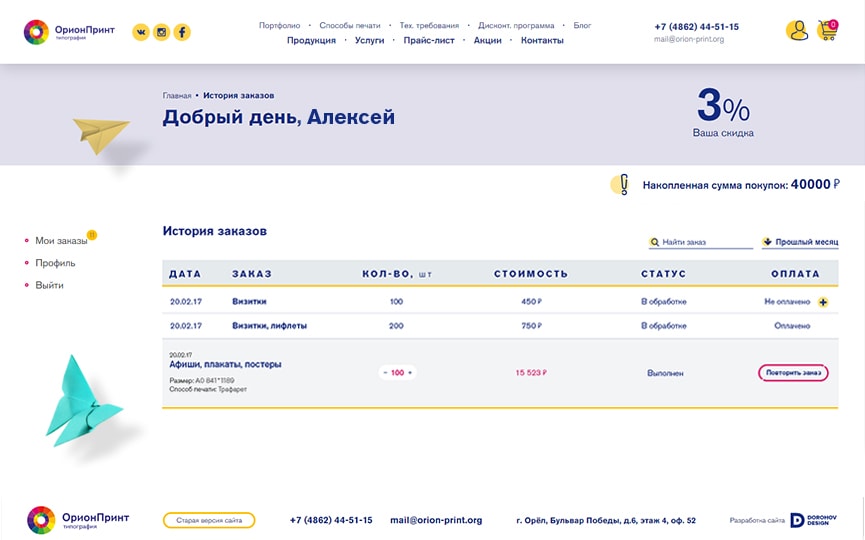 ОрионПринт
типография
Портфолио • Способы печати • Тех. требования • Дисконт. программа • Блог
Продукция • Услуги • Прайс-лист • Акции • Контакты
+7 (4862) 44-51-15
mail@orion-print.org
0
Главная • История заказов
Добрый день, Алексей
3%
Ваша скидка
Накопленная сумма покупок: 40000 ₽
Мои заказы 11
Профиль
Выйти
История заказов
Найти заказ
Прошлый месяц
ДАТА ЗАКАЗ КОЛ-ВО, ШТ СТОИМОСТЬ СТАТУС ОПЛАТА
20.02.17 Визитки 100 450 ₽ В обработке Не оплачено +
20.02.17 Визитки, лифлеты 200 750 ₽ В обработке Оплачено
20.02.17
Афиши, плакаты, постеры
Размер: А0 841*1189
Способ печати: Трафарет
- 100 +
15 523 ₽
Выполнен
Повторить заказ
ОрионПринт
типография
Старая версия сайта
+7 (4862) 44-51-15
mail@orion-print.org
г. Орёл, Бульвар Победы, д.6, этаж 4, оф. 52
Разработка сайта
DOROHOV
DESIGN